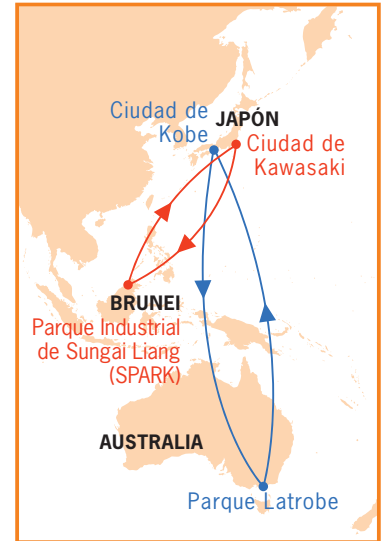 Ciudad de
Kobe
JAPÓN
Ciudad de
Kawasaki
BRUNEI
Parque Industrial
de Sungai Liang
(SPARK)
AUSTRALIA
Parque Latrobe